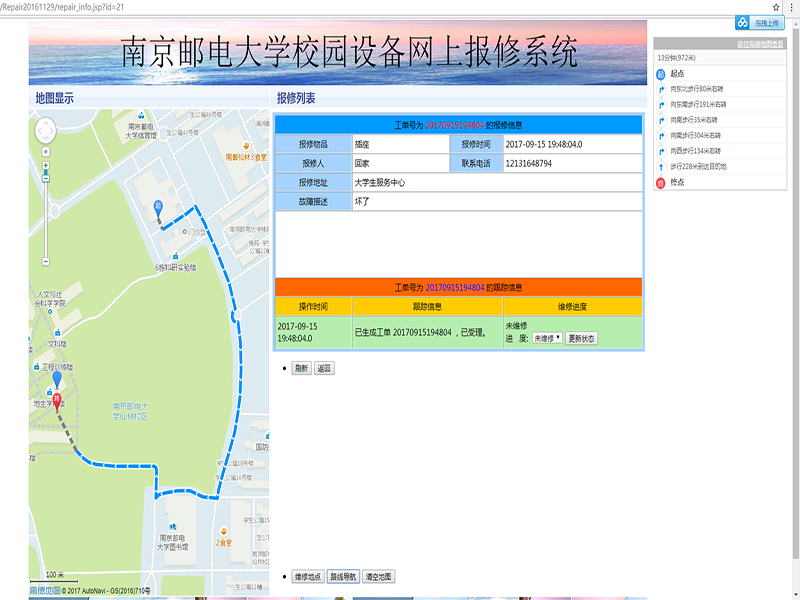 /Repair20161129/repair_info.jsp?id=21
拖拽上传
南京邮电大学校园设备网上报修系统
地图显示
报修列表
13分钟(972米)
起点
向东北步行80米右转
向东南步行191米右转
向南步行35米右转
向南步行304米右转
向西步行134米右转
步行228米到达目的地
终点
工单号为 20170915194804 的报修信息
报修物品 插座 报修时间 2017-09-15 19:48:04.0
报修人 回家 联系电话 12131648794
报修地址 大学生服务中心
故障描述 坏了
工单号为 20170915194804 的跟踪信息
操作时间 跟踪信息 维修进度
2017-09-15
19:48:04.0
已生成工单 20170915194804 ，已受理。
未维修
进 度: 未维修 更新状态
刷新 返回
维修地点 路线导航 清空地图
南京邮电
大学体育馆
南邮仙林3食堂
门诊部
6栋科研实验楼
人文与社
会科学学院
文科楼
工程训练楼
南京邮电大
学仙林校区
南京邮电
大学图书馆
2食堂
起
终
100 米
高德地图 © 2017 AutoNavi - GS(2016)710号